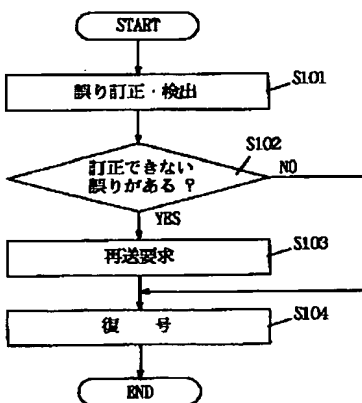 START
誤り訂正・検出
S101
S102
訂正できない
誤りがある ?
NO
YES
再送要求
S103
復 号
S104
END